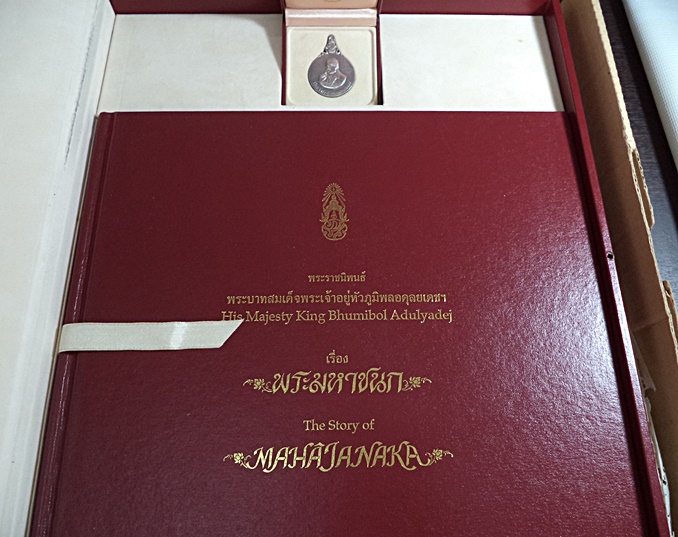 พระราชนิพนธ์
พระบาทสมเด็จพระเจ้าอยู่หัวภูมิพลอดุลยเดชฯ
His Majesty King Bhumibol Adulyadej
เรื่อง
พระมหาชนก
The Story of
MAHĀJANAKA